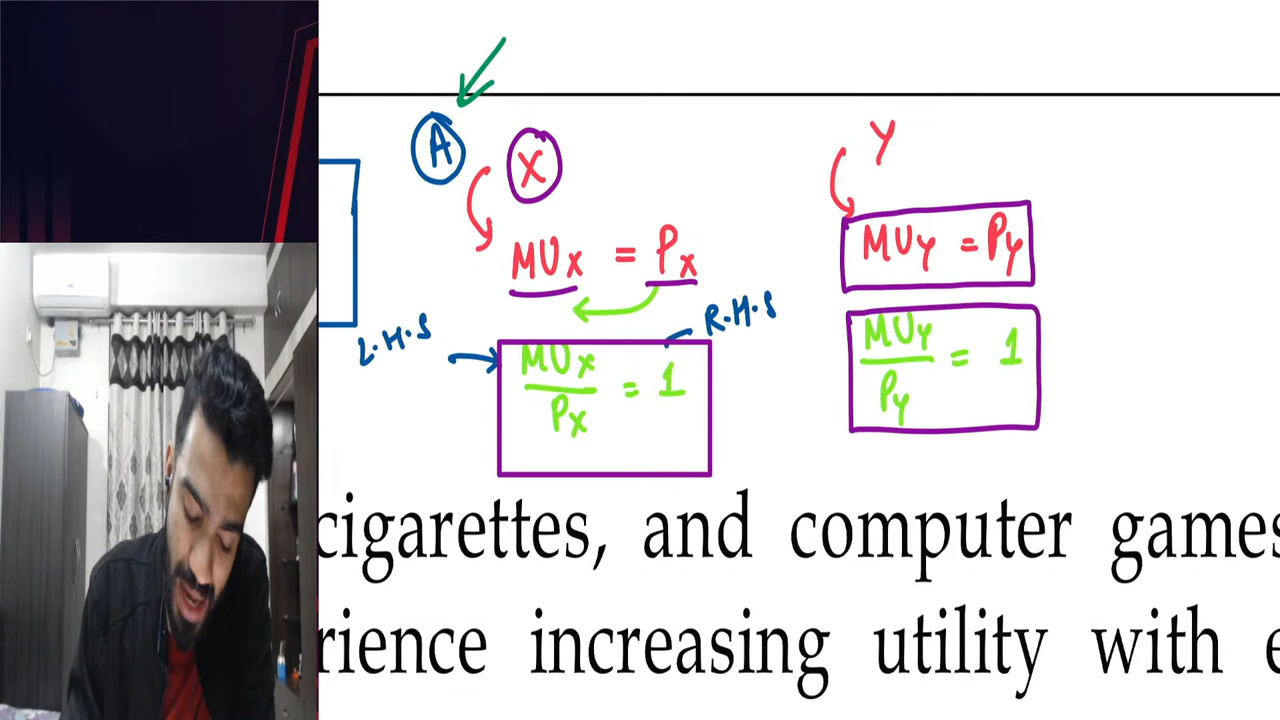 A X Y
MUx = Px
MUy = Py
L.H.S
R.H.S
MUx/Px = 1
MUy/Py = 1
cigarettes, and computer games
rience increasing utility with e